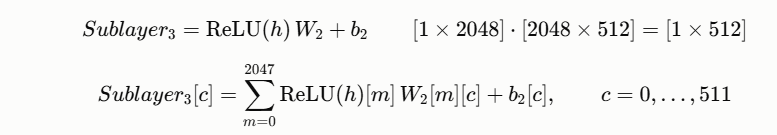 Sublayer₃ = ReLU(h) W₂ + b₂  [1 × 2048] · [2048 × 512] = [1 × 512]
Sublayer₃[c] = ∑_{m=0}^{2047} ReLU(h)[m] W₂[m][c] + b₂[c],  c = 0, …, 511